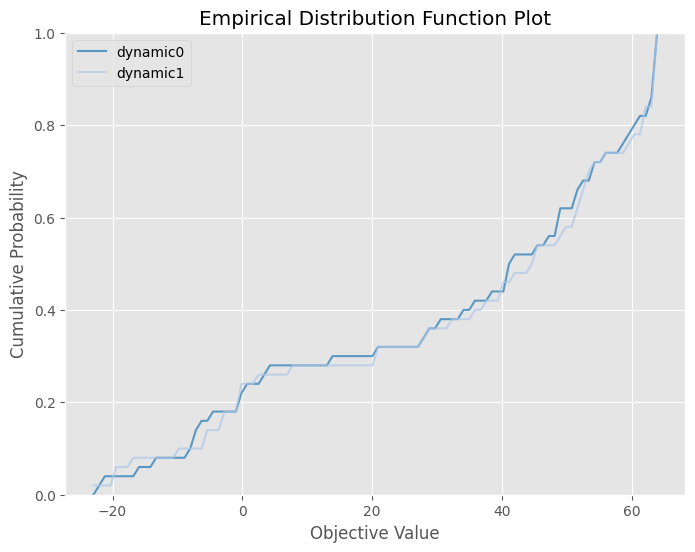 Empirical Distribution Function Plot
dynamic0
dynamic1
1.0
0.8
0.6
0.4
0.2
0.0
Cumulative Probability
−20
0
20
40
60
Objective Value